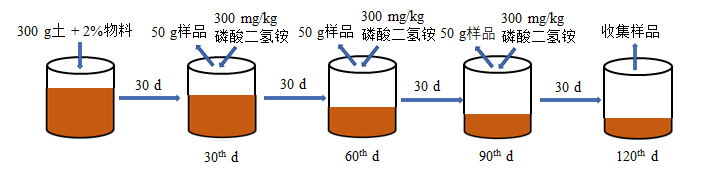 300 g土 + 2%物料
50 g样品
300 mg/kg
磷酸二氢铵
50 g样品
300 mg/kg
磷酸二氢铵
50 g样品
300 mg/kg
磷酸二氢铵
收集样品
30 d
30 d
30 d
30 d
30th d
60th d
90th d
120th d